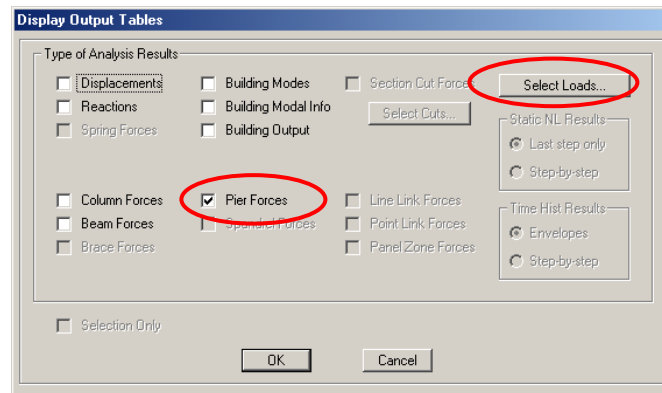 Display Output Tables
Type of Analysis Results
Displacements
Building Modes
Section Cut Forces
Select Loads...
Reactions
Building Modal Info
Select Cuts...
Spring Forces
Building Output
Static NL Results
Last step only
Step-by-step
Column Forces
Pier Forces
Line Link Forces
Beam Forces
Spandrel Forces
Point Link Forces
Brace Forces
Panel Zone Forces
Time Hist Results
Envelopes
Step-by-step
Selection Only
OK
Cancel